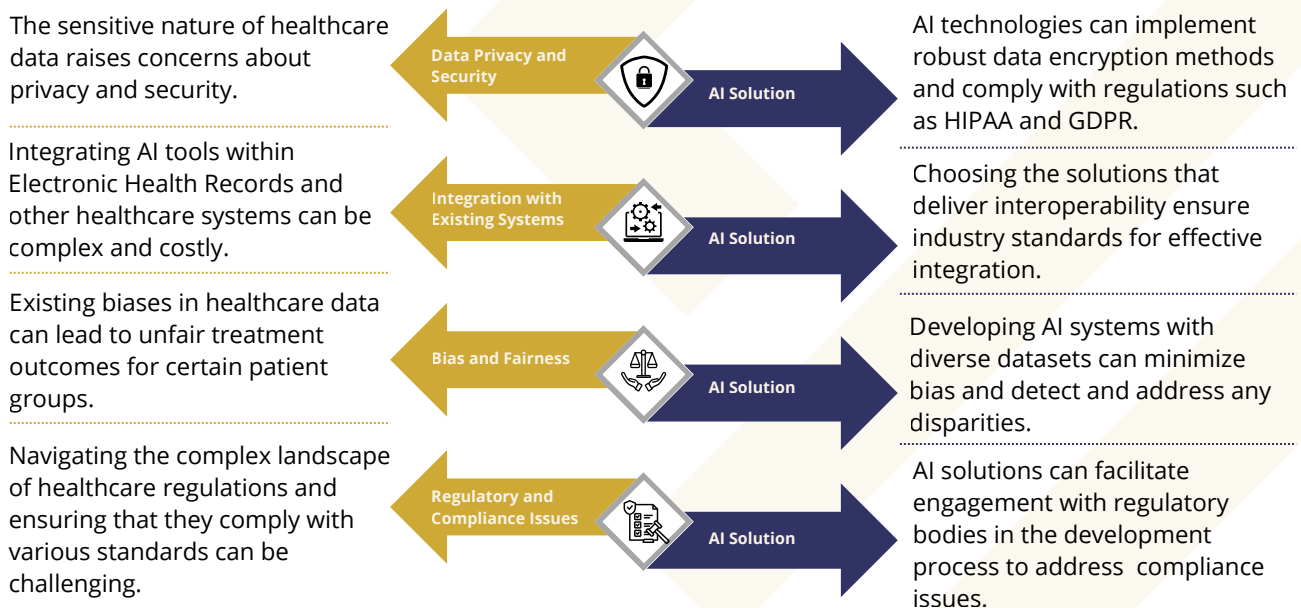 The sensitive nature of healthcare
data raises concerns about
privacy and security.
Data Privacy and
Security
AI Solution
AI technologies can implement
robust data encryption methods
and comply with regulations such
as HIPAA and GDPR.
Integrating AI tools within
Electronic Health Records and
other healthcare systems can be
complex and costly.
Integration with
Existing Systems
AI Solution
Choosing the solutions that
deliver interoperability ensure
industry standards for effective
integration.
Existing biases in healthcare data
can lead to unfair treatment
outcomes for certain patient
groups.
Bias and Fairness
AI Solution
Developing AI systems with
diverse datasets can minimize
bias and detect and address any
disparities.
Navigating the complex landscape
of healthcare regulations and
ensuring that they comply with
various standards can be
challenging.
Regulatory and
Compliance Issues
AI Solution
AI solutions can facilitate
engagement with regulatory
bodies in the development
process to address  compliance
issues.